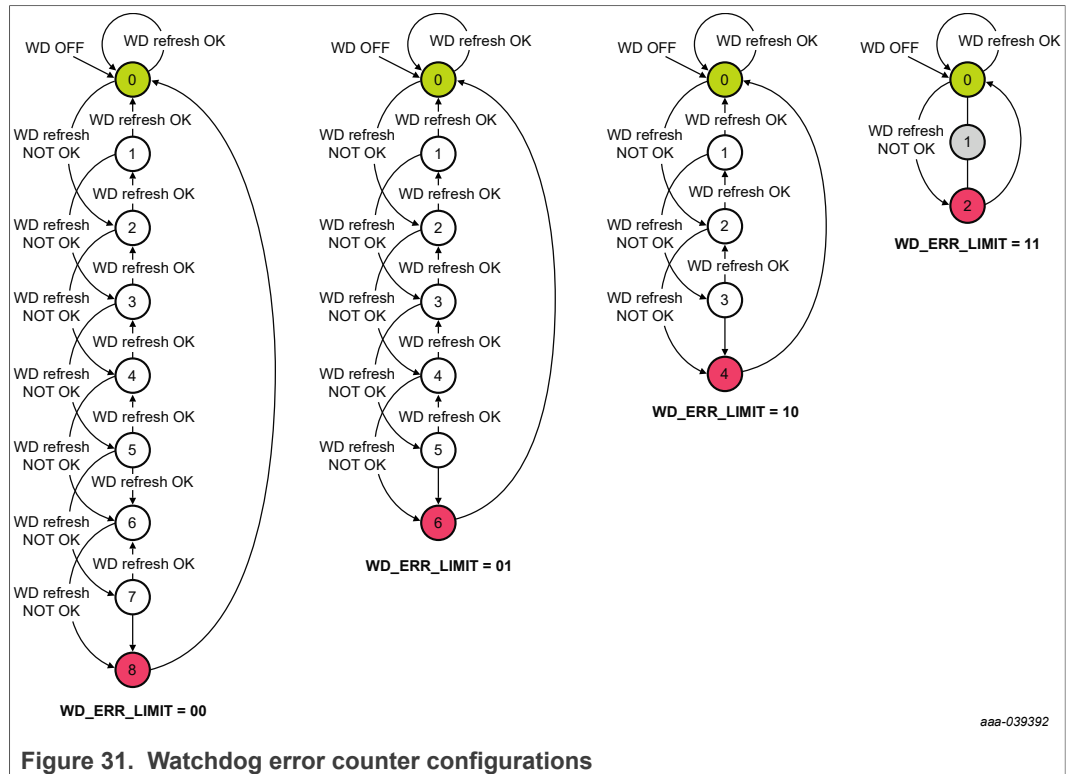 WD OFF
WD refresh OK
0
WD refresh OK
WD refresh
NOT OK
1
WD refresh OK
2
WD refresh
NOT OK
WD refresh OK
3
WD refresh
NOT OK
WD refresh OK
4
WD refresh
NOT OK
WD refresh OK
5
WD refresh
NOT OK
WD refresh OK
6
WD refresh
NOT OK
WD refresh OK
7
WD refresh
NOT OK
8
WD_ERR_LIMIT = 00
WD OFF
WD refresh OK
0
WD refresh OK
WD refresh
NOT OK
1
WD refresh OK
2
WD refresh
NOT OK
WD refresh OK
3
WD refresh
NOT OK
WD refresh OK
4
WD refresh
NOT OK
WD refresh OK
5
WD refresh
NOT OK
6
WD_ERR_LIMIT = 01
WD OFF
WD refresh OK
0
WD refresh OK
WD refresh
NOT OK
1
WD refresh OK
2
WD refresh
NOT OK
WD refresh OK
3
WD refresh
NOT OK
4
WD_ERR_LIMIT = 10
WD OFF
WD refresh OK
0
WD refresh
NOT OK
1
2
WD_ERR_LIMIT = 11
aaa-039392
Figure 31. Watchdog error counter configurations